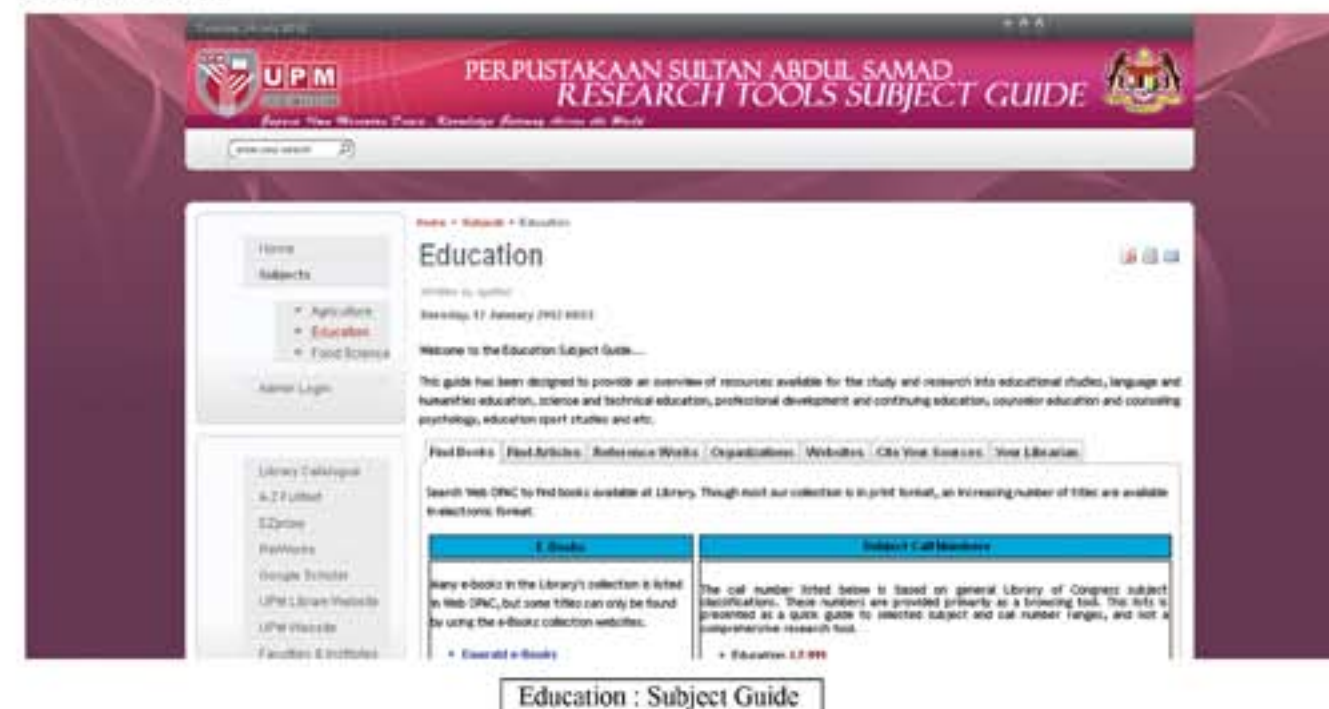 UPM
PERPUSTAKAAN SULTAN ABDUL SAMAD
RESEARCH TOOLS SUBJECT GUIDE
Home
Subjects
Agriculture
Education
Food Science
Admin Login
Library Catalogue
A-Z Fulltext
EZproxy
RefWorks
Google Scholar
UPM Library Website
UPM Website
Faculties & Institutes
Home Subjects Education
Education
Welcome to the Education Subject Guide....
This guide has been designed to provide an overview of resources available for the study and research into educational studies, language and
humanities education, science and technical education, professional development and continuing education, counselor education and counseling
psychology, education sport studies and etc.
Find Books Find Articles Reference Works Organizations Websites Cite Your Sources Your Librarian
Search Web OPAC to find books available at Library. Though most our collection is in print format, an increasing number of titles are available
in electronic format.
E-Books
Many e-books in the Library's collection is listed
in Web OPAC, but some titles can only be found
by using the e-Books collection websites.
Emerald e-Books
Subject Call Numbers
The call number listed below is based on general Library of Congress subject
classifications. These numbers are provided primarily as a browsing tool. This lists is
presented as a quick guide to selected subject and call number ranges, and not a
comprehensive research tool.
Education
Education : Subject Guide